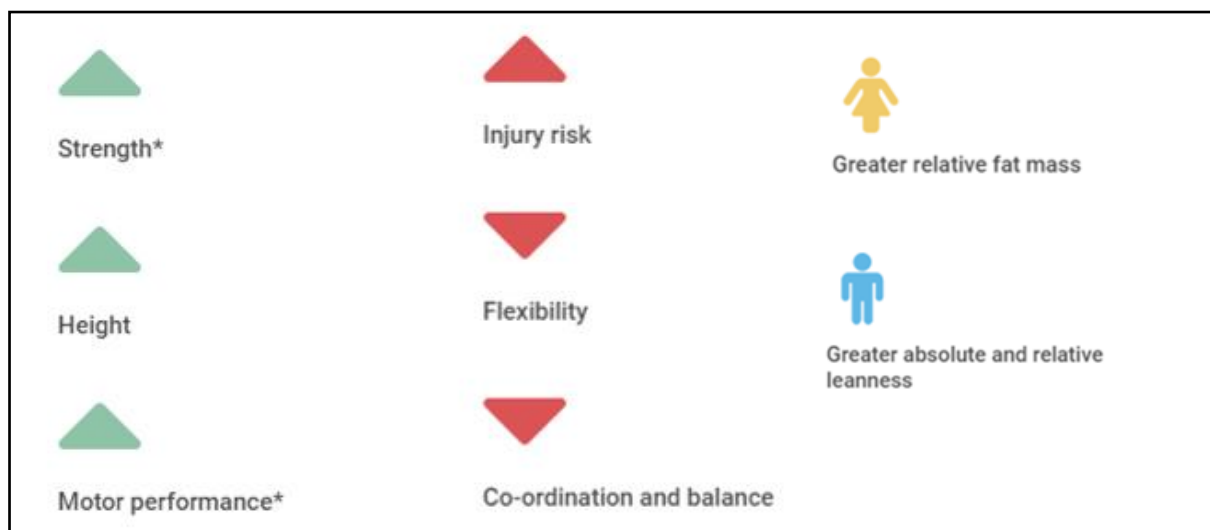 Strength*
Height
Motor performance*
Injury risk
Flexibility
Co-ordination and balance
Greater relative fat mass
Greater absolute and relative
leanness